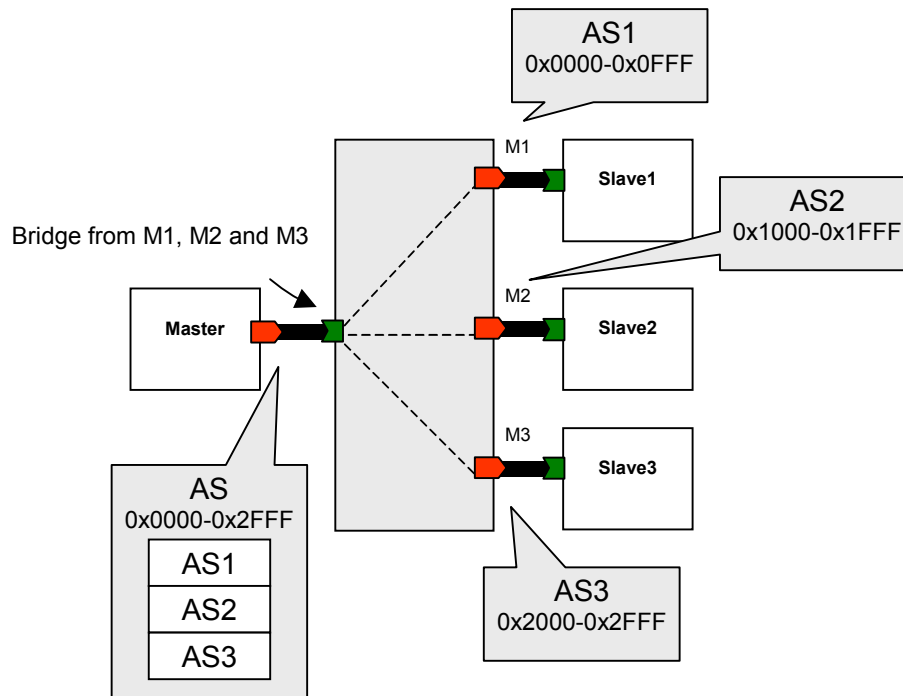 AS1
0x0000-0x0FFF
M1
Slave1
AS2
0x1000-0x1FFF
Bridge from M1, M2 and M3
M2
Master
Slave2
M3
Slave3
AS
0x0000-0x2FFF
AS1
AS2
AS3
AS3
0x2000-0x2FFF